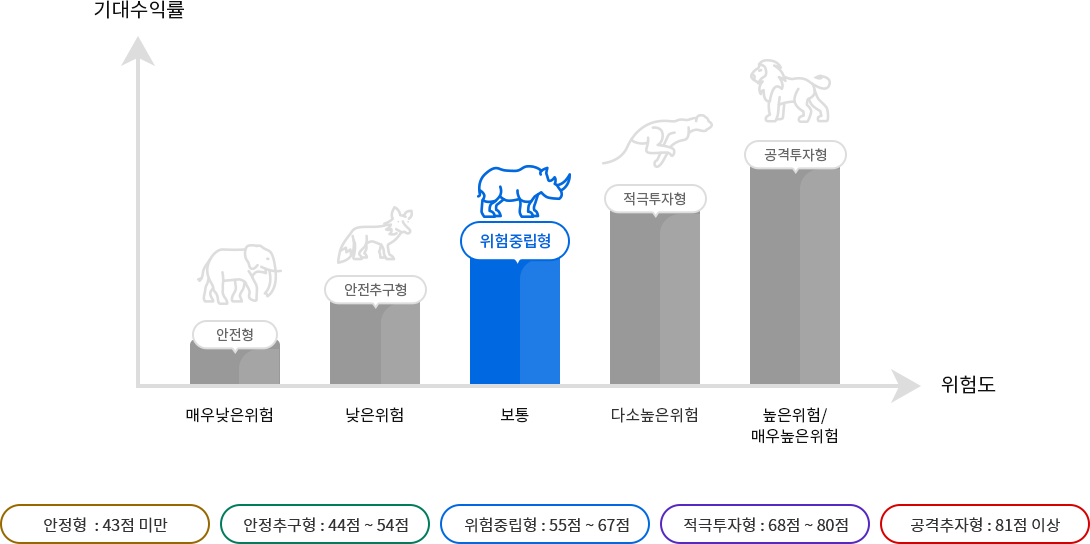 기대수익률
공격투자형
적극투자형
위험중립형
안전추구형
안전형
위험도
매우낮은위험
낮은위험
보통
다소높은위험
높은위험/
매우높은위험
안정형 : 43점 미만
안정추구형 : 44점 ~ 54점
위험중립형 : 55점 ~ 67점
적극투자형 : 68점 ~ 80점
공격추자형 : 81점 이상